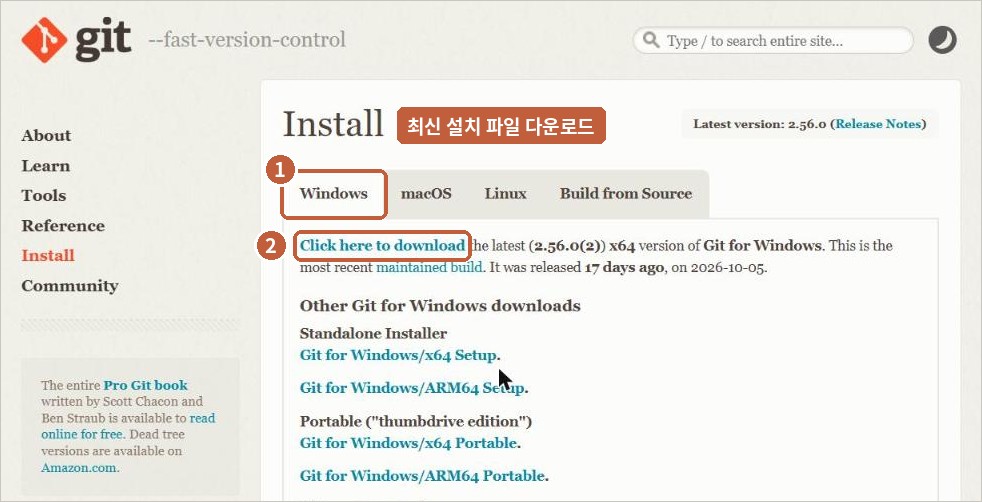 git --fast-version-control
Type / to search entire site...
About
Learn
Tools
Reference
Install
Community
The entire Pro Git book
written by Scott Chacon and
Ben Straub is available to read
online for free. Dead tree
versions are available on
Amazon.com.
Install
최신 설치 파일 다운로드
Latest version: 2.56.0 (Release Notes)
1
Windows
macOS
Linux
Build from Source
2
Click here to download the latest (2.56.0(2)) x64 version of Git for Windows. This is the
most recent maintained build. It was released 17 days ago, on 2026-10-05.
Other Git for Windows downloads
Standalone Installer
Git for Windows/x64 Setup.
Git for Windows/ARM64 Setup.
Portable ("thumbdrive edition")
Git for Windows/x64 Portable.
Git for Windows/ARM64 Portable.